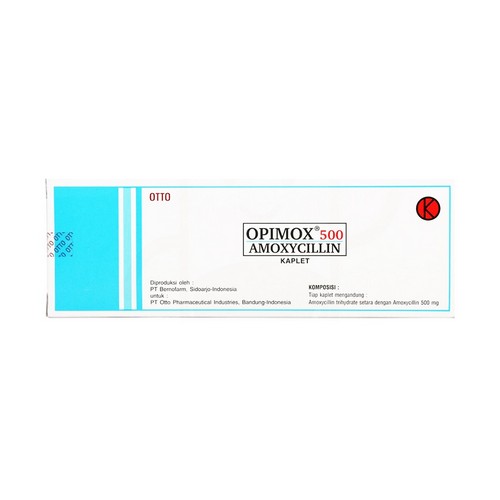 OTTO
K
OPIMOX® 500
AMOXYCILLIN
KAPLET
Diproduksi oleh :
PT Bernofarm, Sidoarjo-Indonesia
untuk :
PT Otto Pharmaceutical Industries, Bandung-Indonesia
KOMPOSISI :
Tiap kaplet mengandung :
Amoxycillin trihydrate setara dengan Amoxycillin 500 mg
OTTO